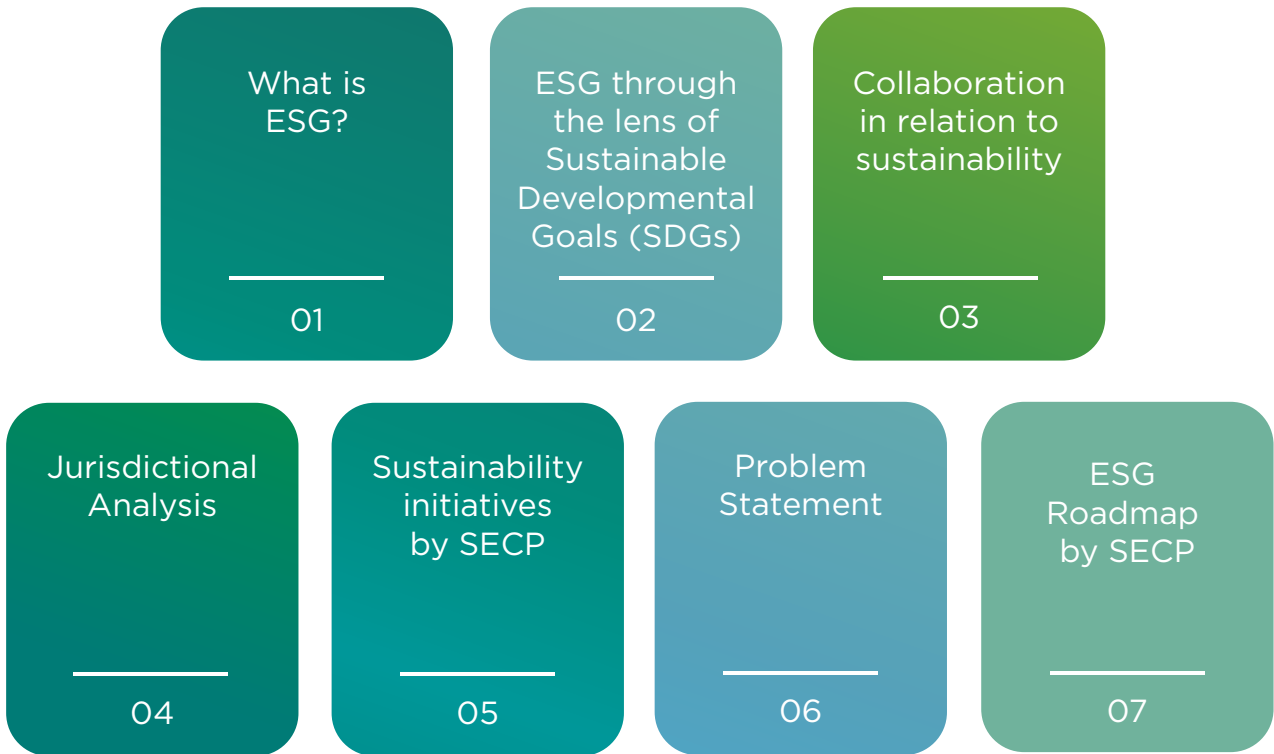 What is
ESG?
01
ESG through
the lens of
Sustainable
Developmental
Goals (SDGs)
02
Collaboration
in relation to
sustainability
03
Jurisdictional
Analysis
04
Sustainability
initiatives
by SECP
05
Problem
Statement
06
ESG
Roadmap
by SECP
07